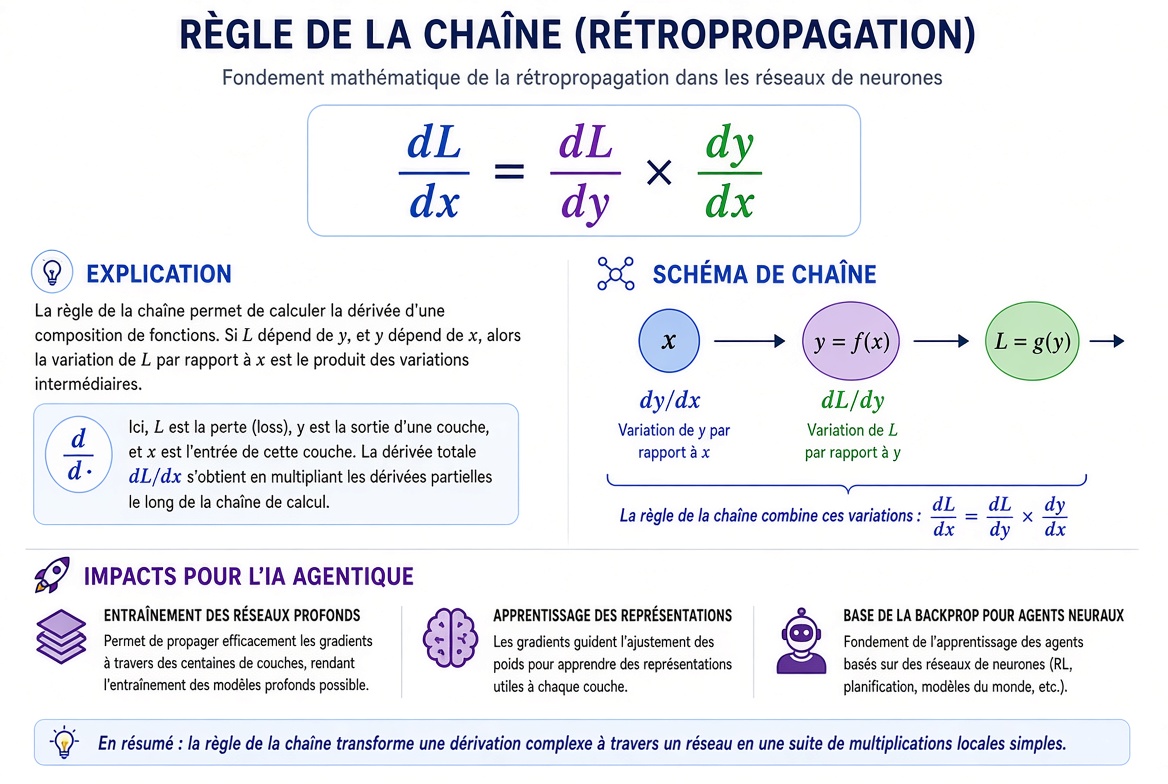 RÈGLE DE LA CHAÎNE (RÉTROPROPAGATION)
Fondement mathématique de la rétropropagation dans les réseaux de neurones
dL/dx = dL/dy × dy/dx
EXPLICATION
La règle de la chaîne permet de calculer la dérivée d'une
composition de fonctions. Si L dépend de y, et y dépend de x, alors
la variation de L par rapport à x est le produit des variations
intermédiaires.
d/d·
Ici, L est la perte (loss), y est la sortie d'une couche,
et x est l'entrée de cette couche. La dérivée totale
dL/dx s'obtient en multipliant les dérivées partielles
le long de la chaîne de calcul.
SCHÉMA DE CHAÎNE
x
y = f(x)
L = g(y)
dy/dx
Variation de y par
rapport à x
dL/dy
Variation de L
par rapport à y
La règle de la chaîne combine ces variations : dL/dx = dL/dy × dy/dx
IMPACTS POUR L'IA AGENTIQUE
ENTRAÎNEMENT DES RÉSEAUX PROFONDS
Permet de propager efficacement les gradients
à travers des centaines de couches, rendant
l'entraînement des modèles profonds possible.
APPRENTISSAGE DES REPRÉSENTATIONS
Les gradients guident l'ajustement des
poids pour apprendre des représentations
utiles à chaque couche.
BASE DE LA BACKPROP POUR AGENTS NEURAUX
Fondement de l'apprentissage des agents
basés sur des réseaux de neurones (RL,
planification, modèles du monde, etc.).
En résumé : la règle de la chaîne transforme une dérivation complexe à travers un réseau en une suite de multiplications locales simples.